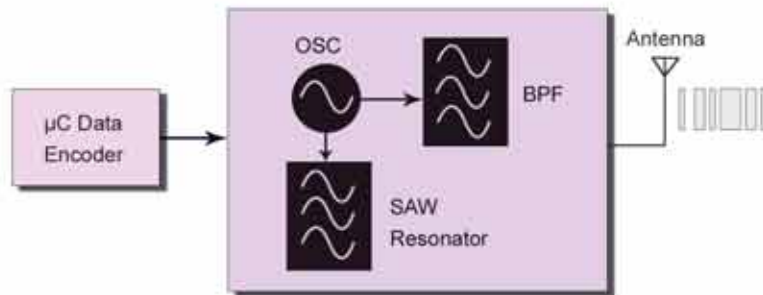 OSC
Antenna
BPF
µC Data
Encoder
SAW
Resonator